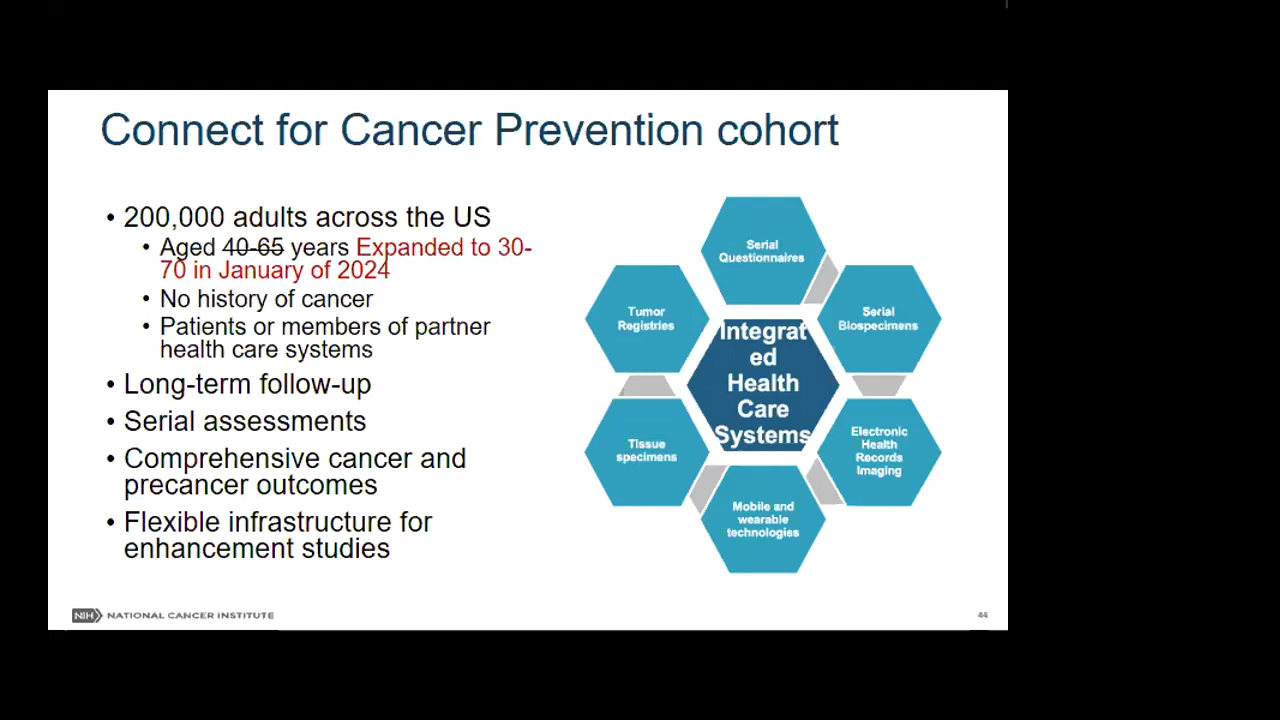 Connect for Cancer Prevention cohort
• 200,000 adults across the US
• Aged 40-65 years Expanded to 30-
70 in January of 2024
• No history of cancer
• Patients or members of partner
health care systems
• Long-term follow-up
• Serial assessments
• Comprehensive cancer and
precancer outcomes
• Flexible infrastructure for
enhancement studies
Serial
Questionnaires
Serial
Biospecimens
Electronic
Health
Records
Imaging
Mobile and
wearable
technologies
Tissue
specimens
Tumor
Registries
Integrat
ed
Health
Care
Systems
NIH NATIONAL CANCER INSTITUTE
44